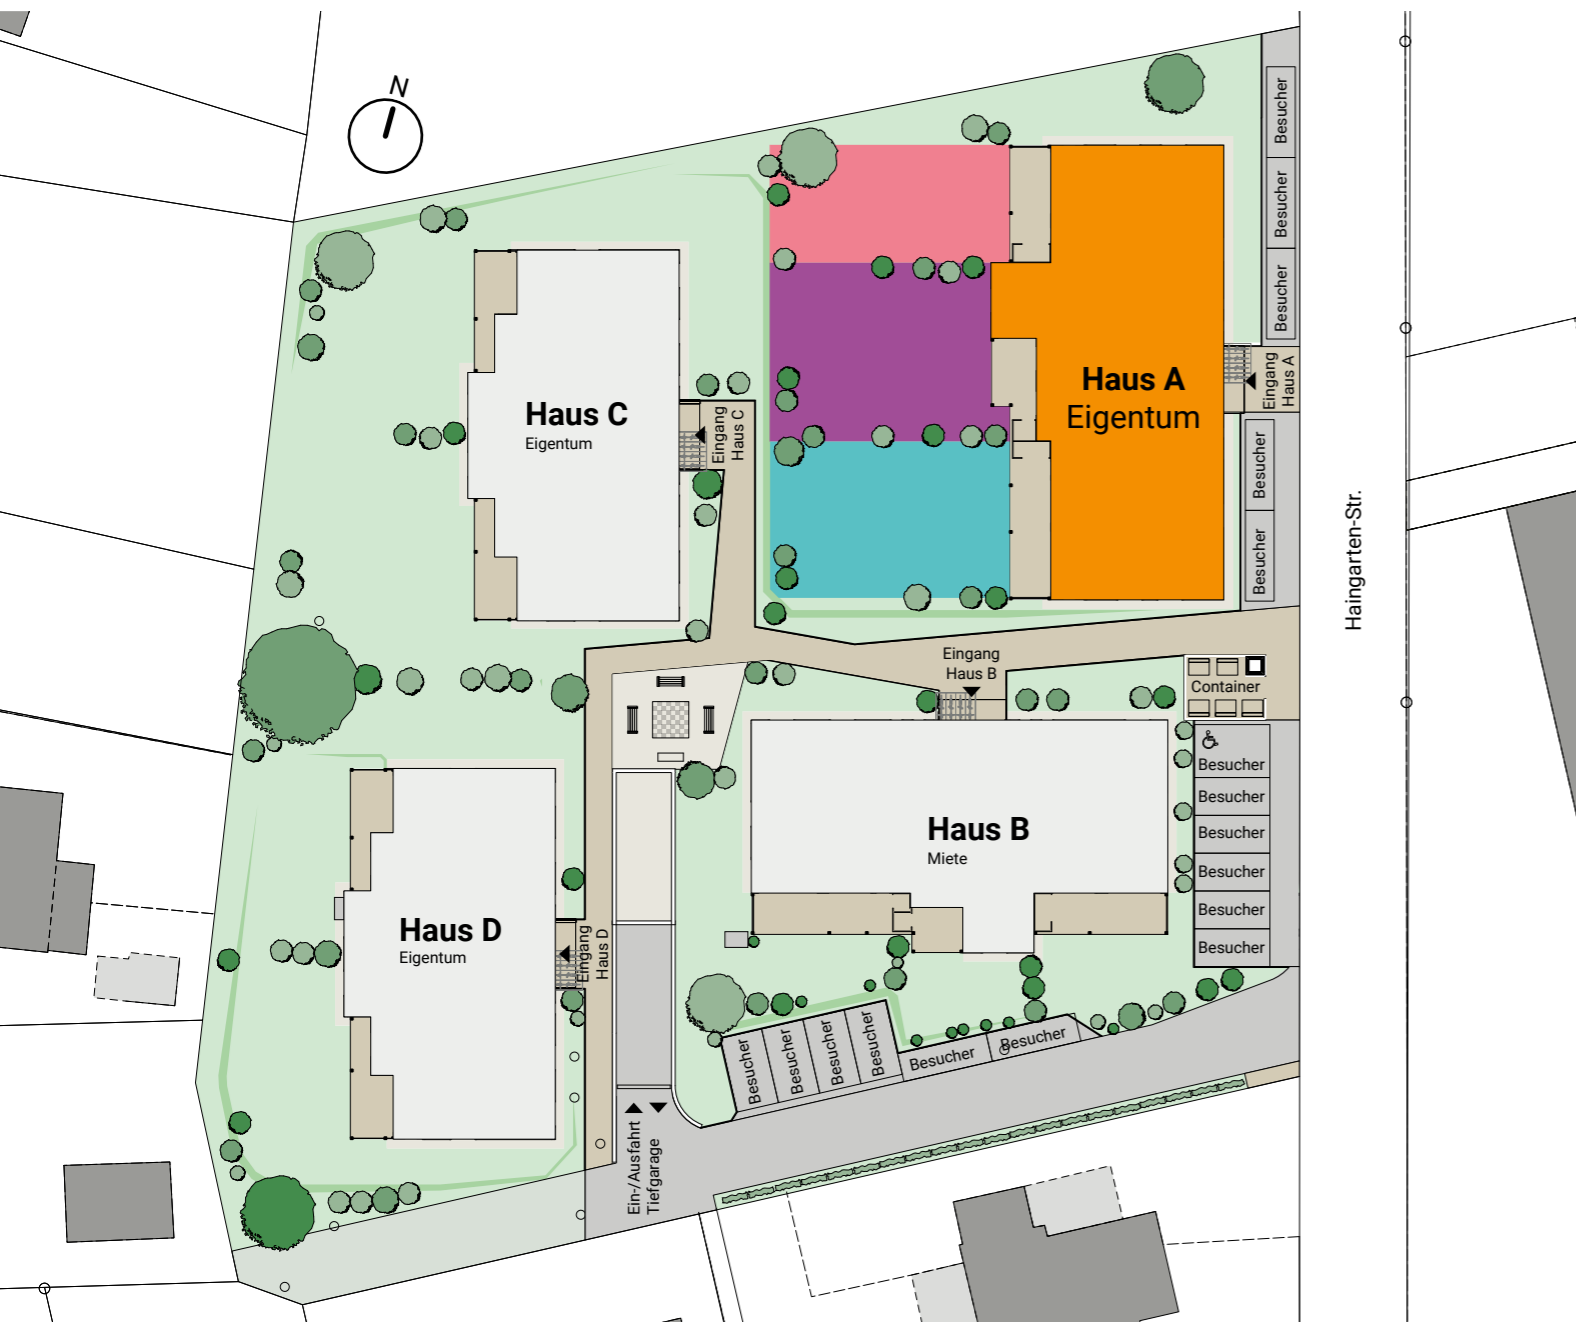 N
Besucher
Besucher
Besucher
Haus A
Eigentum
Eingang
Haus A
Besucher
Besucher
Haus C
Eigentum
Eingang
Haus C
Haingarten-Str.
Eingang
Haus B
Container
Besucher
Besucher
Besucher
Besucher
Besucher
Besucher
Haus B
Miete
Haus D
Eigentum
Eingang
Haus D
Besucher
Besucher
Besucher
Besucher
Besucher
Besucher
Ein-/Ausfahrt
Tiefgarage